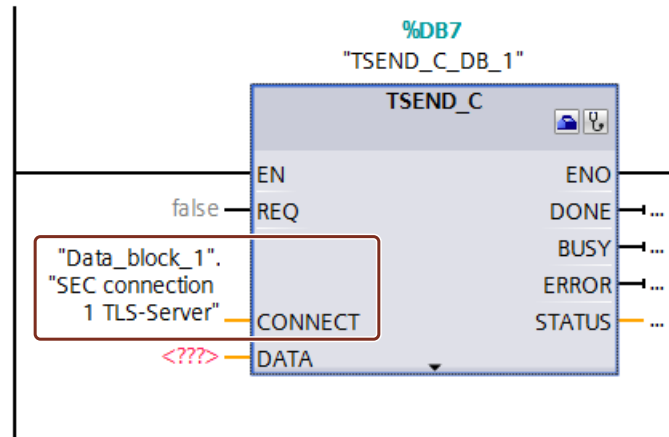 %DB7
"TSEND_C_DB_1"
TSEND_C
EN
ENO
false
REQ
DONE
...
"Data_block_1".
"SEC connection
1 TLS-Server"
CONNECT
BUSY
...
ERROR
...
STATUS
...
<???>
DATA